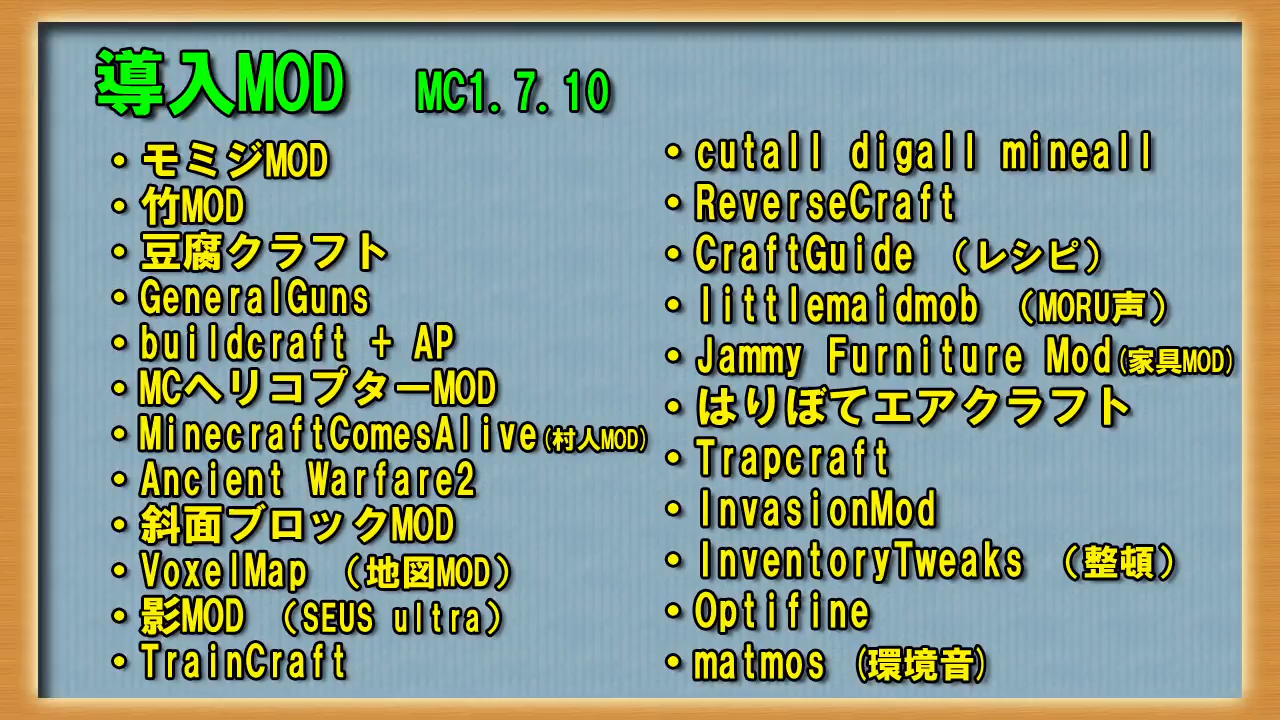 導入MOD MC1.7.10
・モミジMOD
・竹MOD
・豆腐クラフト
・GeneralGuns
・buildcraft + AP
・MCヘリコプターMOD
・MinecraftComesAlive(村人MOD)
・Ancient Warfare2
・斜面ブロックMOD
・VoxelMap （地図MOD）
・影MOD （SEUS ultra）
・TrainCraft
・cutall digall mineall
・ReverseCraft
・CraftGuide （レシピ）
・littlemaidmob （MORU声）
・Jammy Furniture Mod(家具MOD)
・はりぼてエアクラフト
・Trapcraft
・InvasionMod
・InventoryTweaks （整頓）
・Optifine
・matmos (環境音)